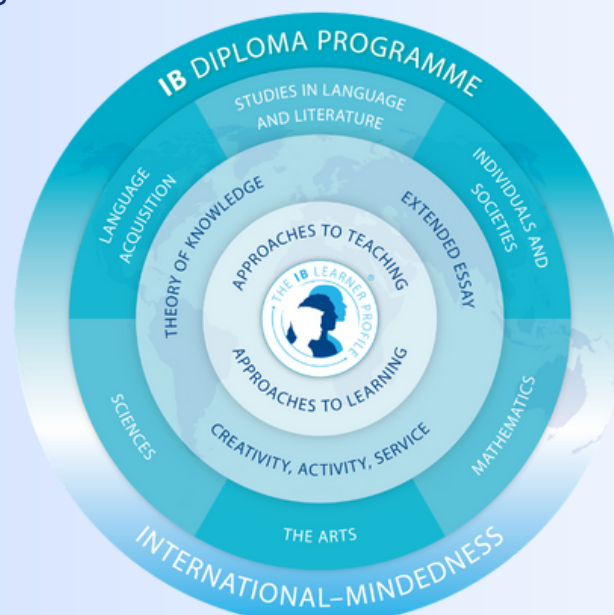 IB DIPLOMA PROGRAMME
STUDIES IN LANGUAGE
AND LITERATURE
LANGUAGE
ACQUISITION
INDIVIDUALS AND
SOCIETIES
THEORY OF KNOWLEDGE
EXTENDED ESSAY
APPROACHES TO TEACHING
THE IB LEARNER PROFILE ®
APPROACHES TO LEARNING
CREATIVITY, ACTIVITY, SERVICE
SCIENCES
MATHEMATICS
THE ARTS
INTERNATIONAL–MINDEDNESS